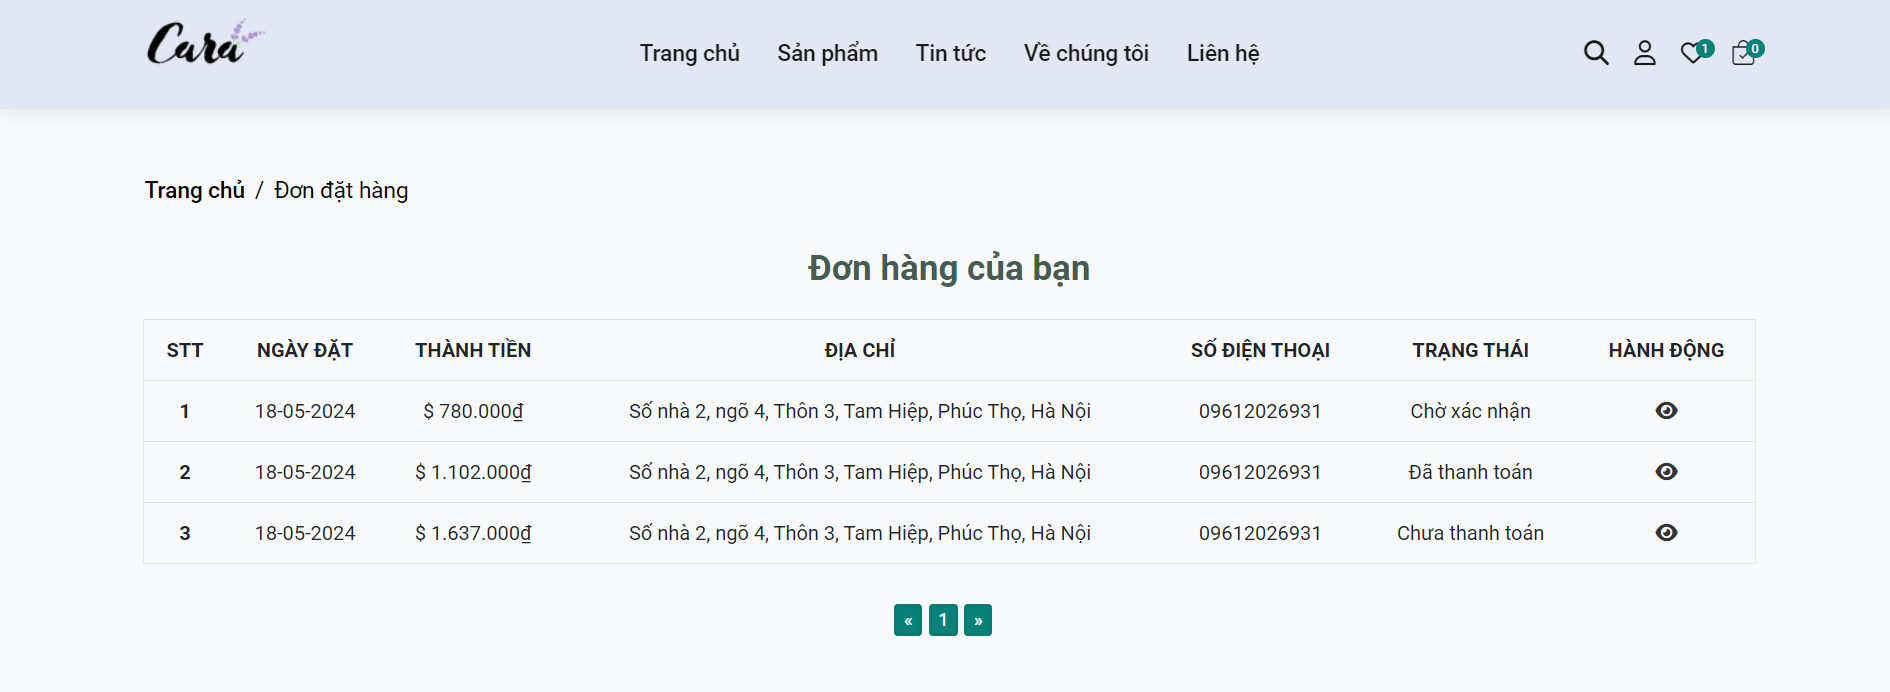 Cara
Trang chủ Sản phẩm Tin tức Về chúng tôi Liên hệ 1 0
Trang chủ / Đơn đặt hàng
Đơn hàng của bạn
STT NGÀY ĐẶT THÀNH TIỀN ĐỊA CHỈ SỐ ĐIỆN THOẠI TRẠNG THÁI HÀNH ĐỘNG
1 18-05-2024 $ 780.000₫ Số nhà 2, ngõ 4, Thôn 3, Tam Hiệp, Phúc Thọ, Hà Nội 09612026931 Chờ xác nhận
2 18-05-2024 $ 1.102.000₫ Số nhà 2, ngõ 4, Thôn 3, Tam Hiệp, Phúc Thọ, Hà Nội 09612026931 Đã thanh toán
3 18-05-2024 $ 1.637.000₫ Số nhà 2, ngõ 4, Thôn 3, Tam Hiệp, Phúc Thọ, Hà Nội 09612026931 Chưa thanh toán
« 1 »